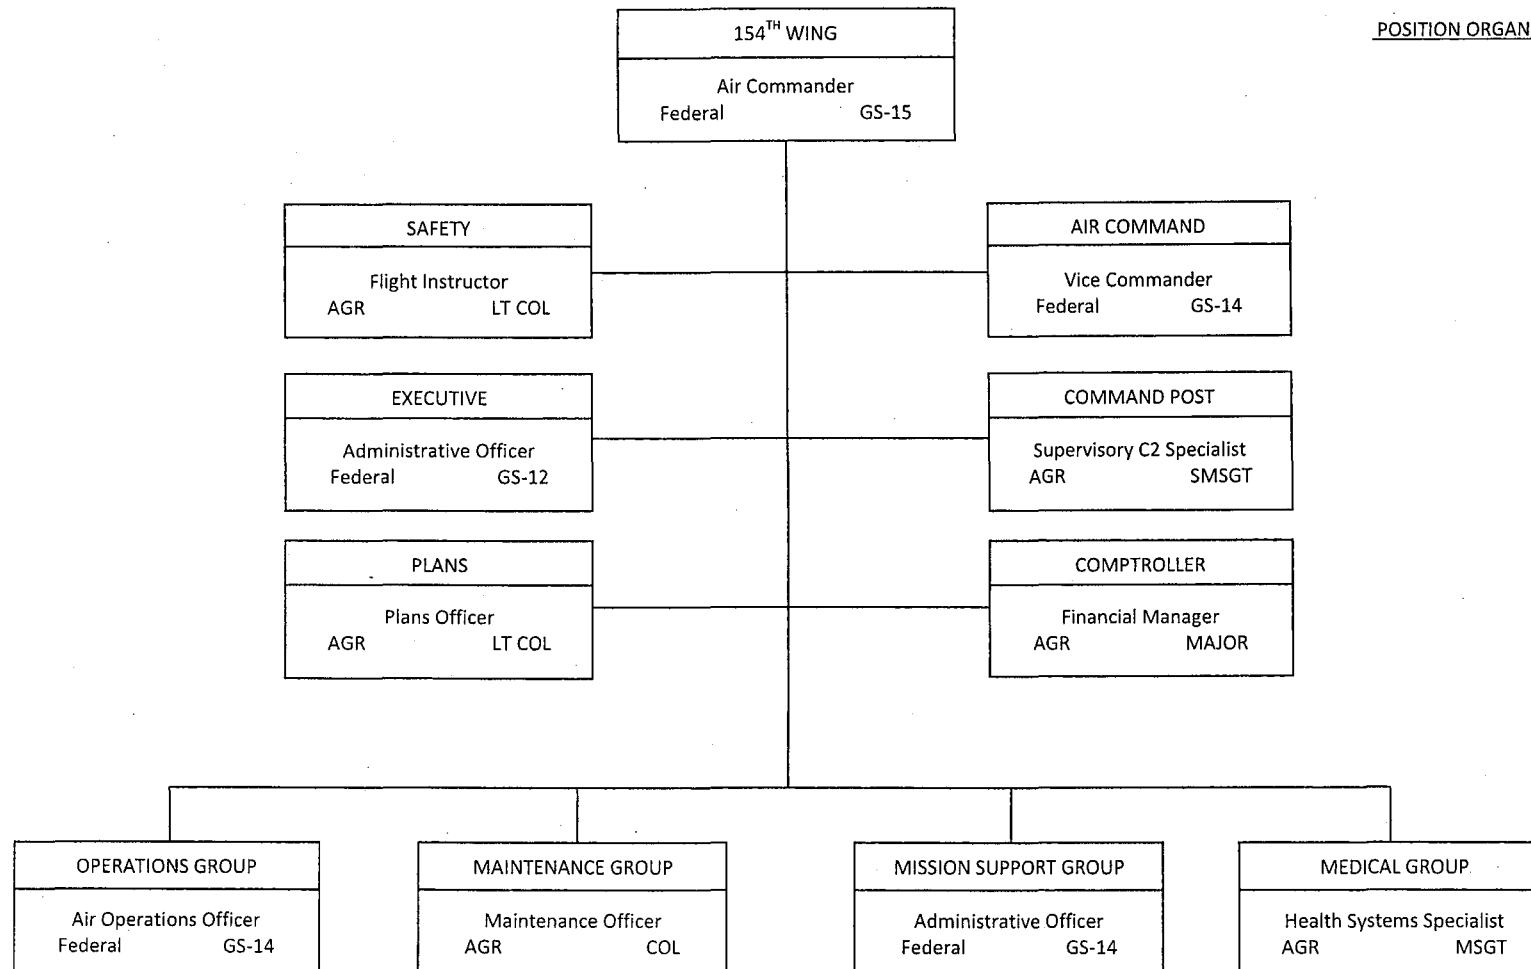 POSITION ORGAN
154TH WING
Air Commander
Federal GS-15
SAFETY
Flight Instructor
AGR LT COL
AIR COMMAND
Vice Commander
Federal GS-14
EXECUTIVE
Administrative Officer
Federal GS-12
COMMAND POST
Supervisory C2 Specialist
AGR SMSGT
PLANS
Plans Officer
AGR LT COL
COMPTROLLER
Financial Manager
AGR MAJOR
OPERATIONS GROUP
Air Operations Officer
Federal GS-14
MAINTENANCE GROUP
Maintenance Officer
AGR COL
MISSION SUPPORT GROUP
Administrative Officer
Federal GS-14
MEDICAL GROUP
Health Systems Specialist
AGR MSGT